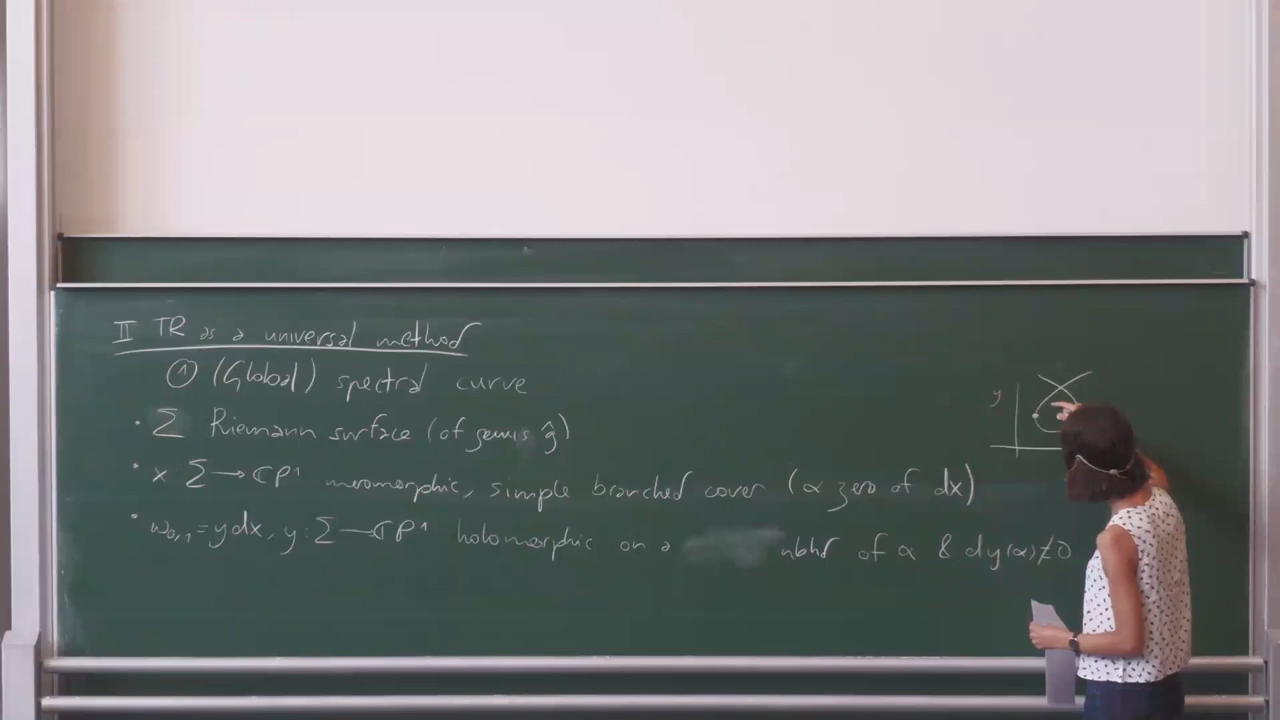 II TR as a universal method
① (Global) spectral curve
· Σ Riemann surface (of genus ĝ)
· x Σ → CP¹ meromorphic, simple branched cover (α zero of dx)
· ω₀,₁ = ydx, y : Σ → CP¹ holomorphic on a nbhd of α & dy(α) ≠ 0
y